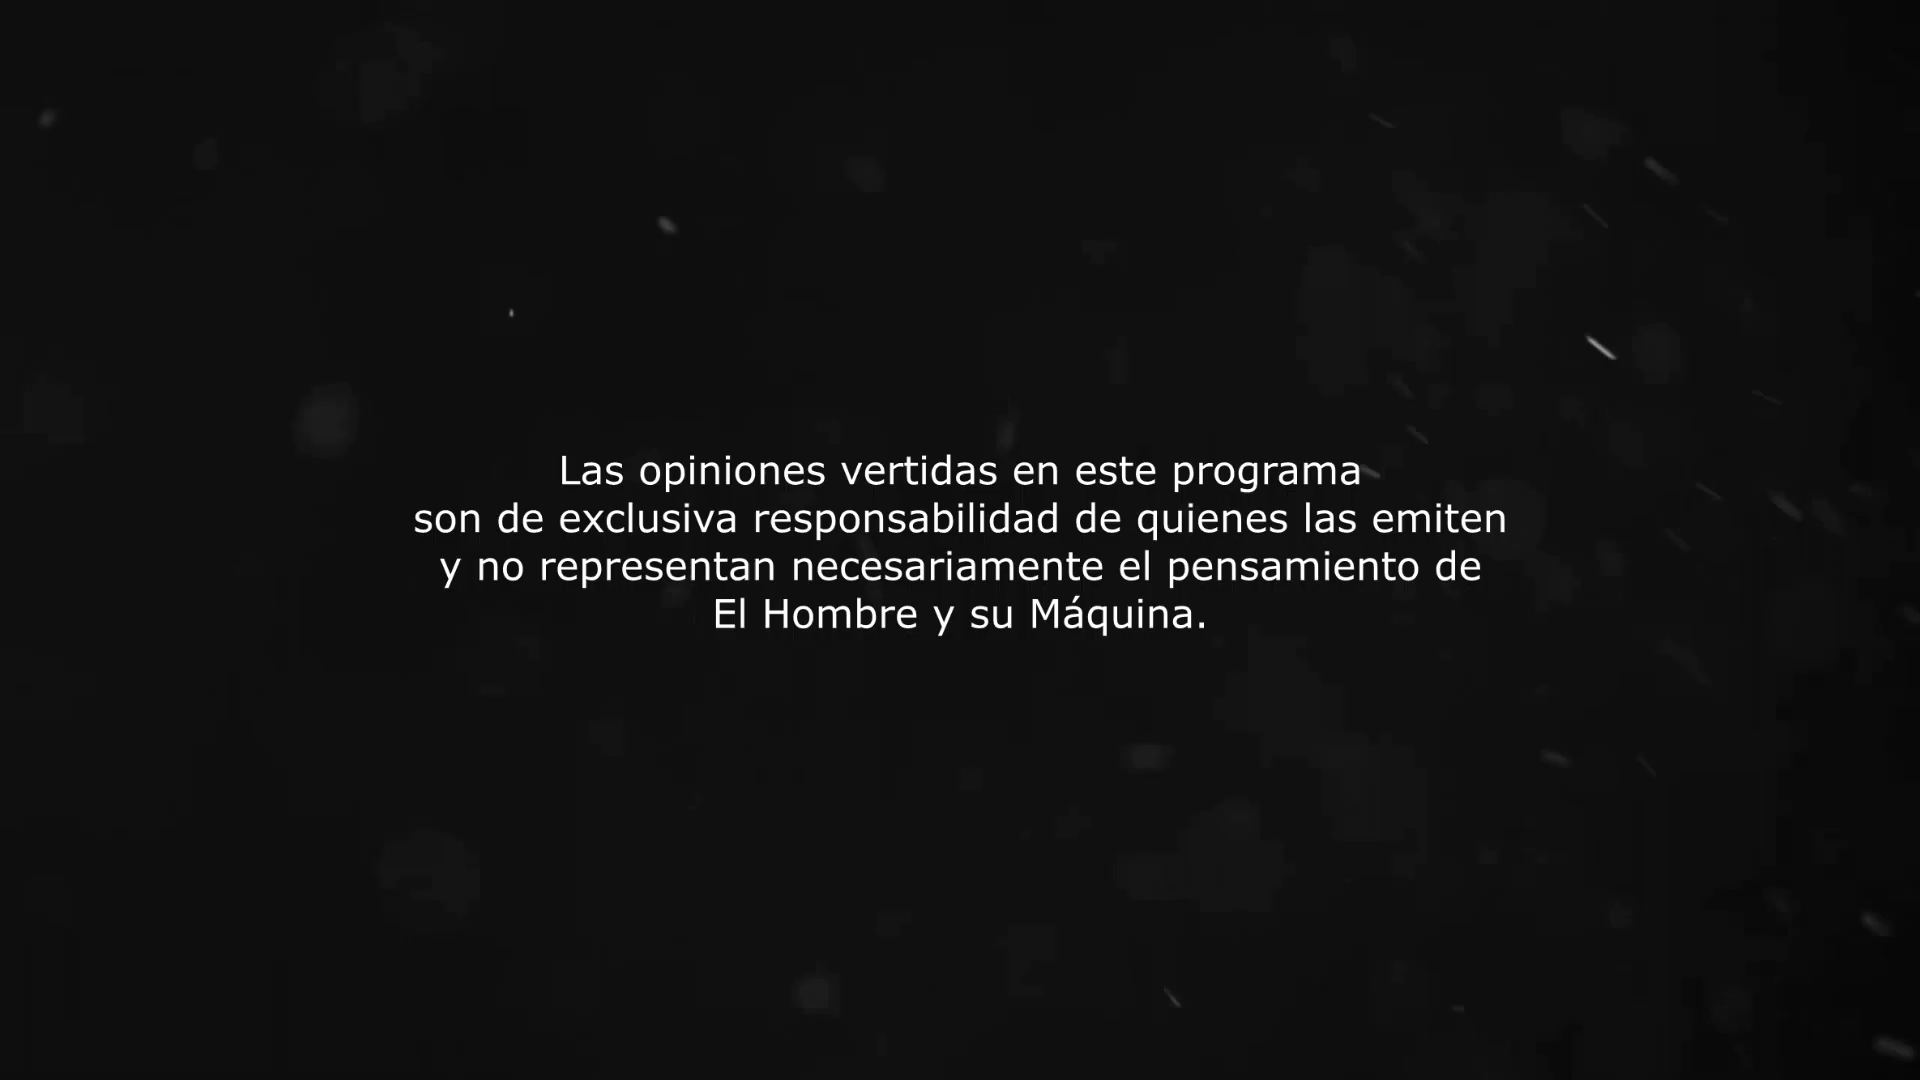 Las opiniones vertidas en este programa
son de exclusiva responsabilidad de quienes las emiten
y no representan necesariamente el pensamiento de
El Hombre y su Máquina.